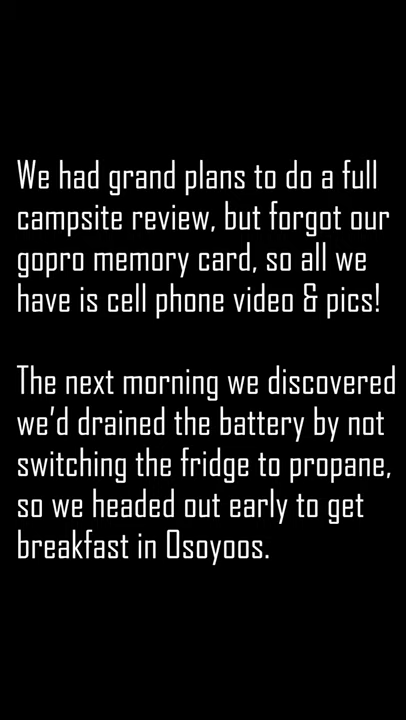 We had grand plans to do a full
campsite review, but forgot our
gopro memory card, so all we
have is cell phone video & pics!
The next morning we discovered
we'd drained the battery by not
switching the fridge to propane,
so we headed out early to get
breakfast in Osoyoos.